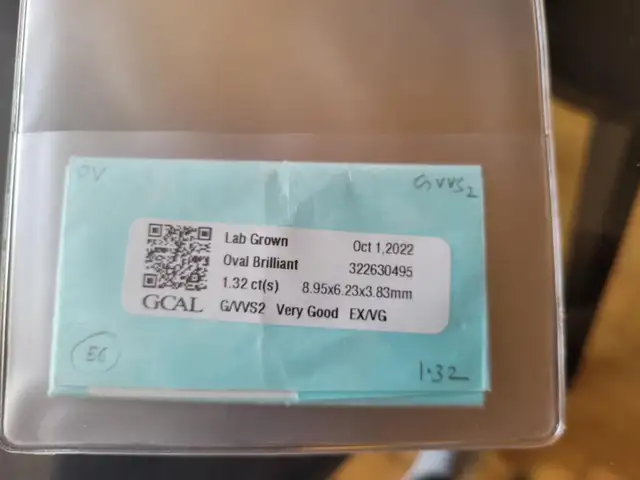 OV
GVVS2
Lab Grown Oct 1,2022
Oval Brilliant 322630495
1.32 ct(s) 8.95x6.23x3.83mm
GCAL G/VVS2 Very Good EX/VG
1.32